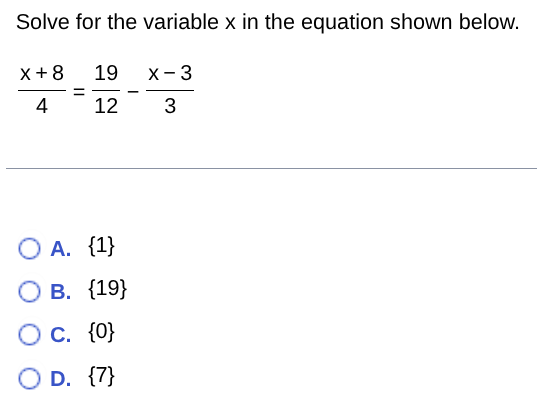 Solve for the variable x in the equation shown below.
x + 8   19   x − 3
= −
4   12   3
A. {1}
B. {19}
C. {0}
D. {7}